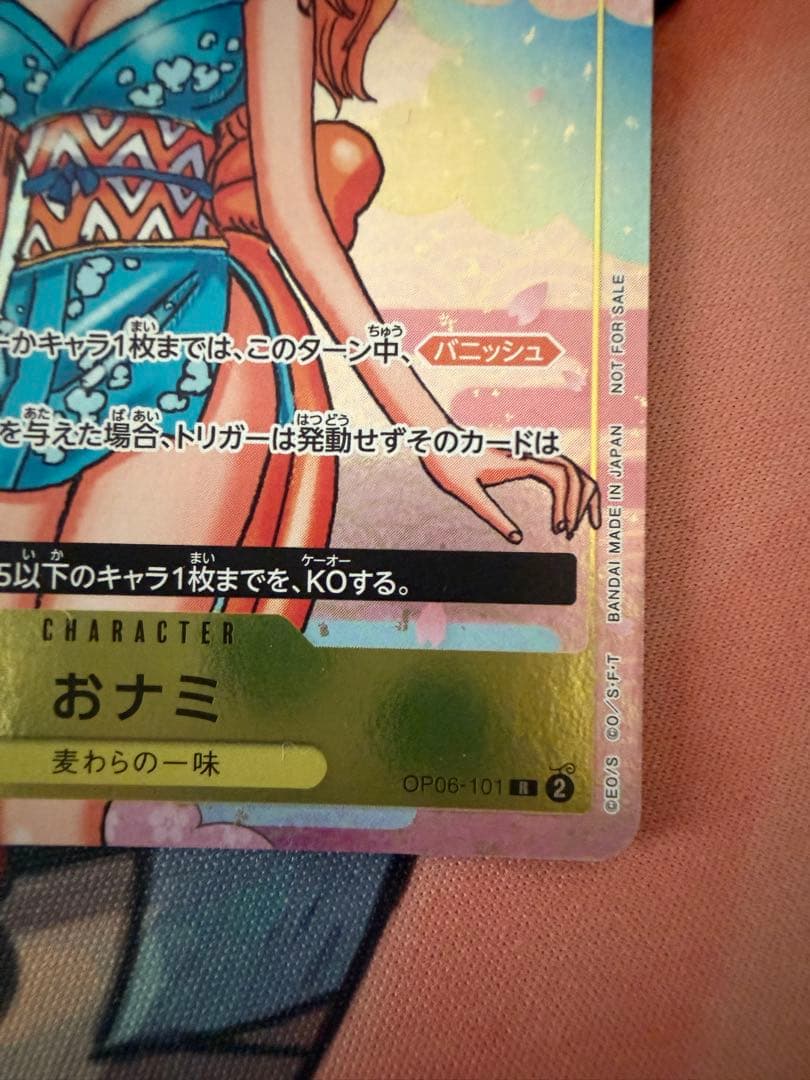 ーかキャラ1枚までは、このターン中、バニッシュ
を与えた場合、トリガーは発動せずそのカードは
5以下のキャラ1枚までを、KOする。
CHARACTER
おナミ
麦わらの一味
OP06-101 R 2
©EO/S ©O/S・F・T BANDAI MADE IN JAPAN NOT FOR SALE